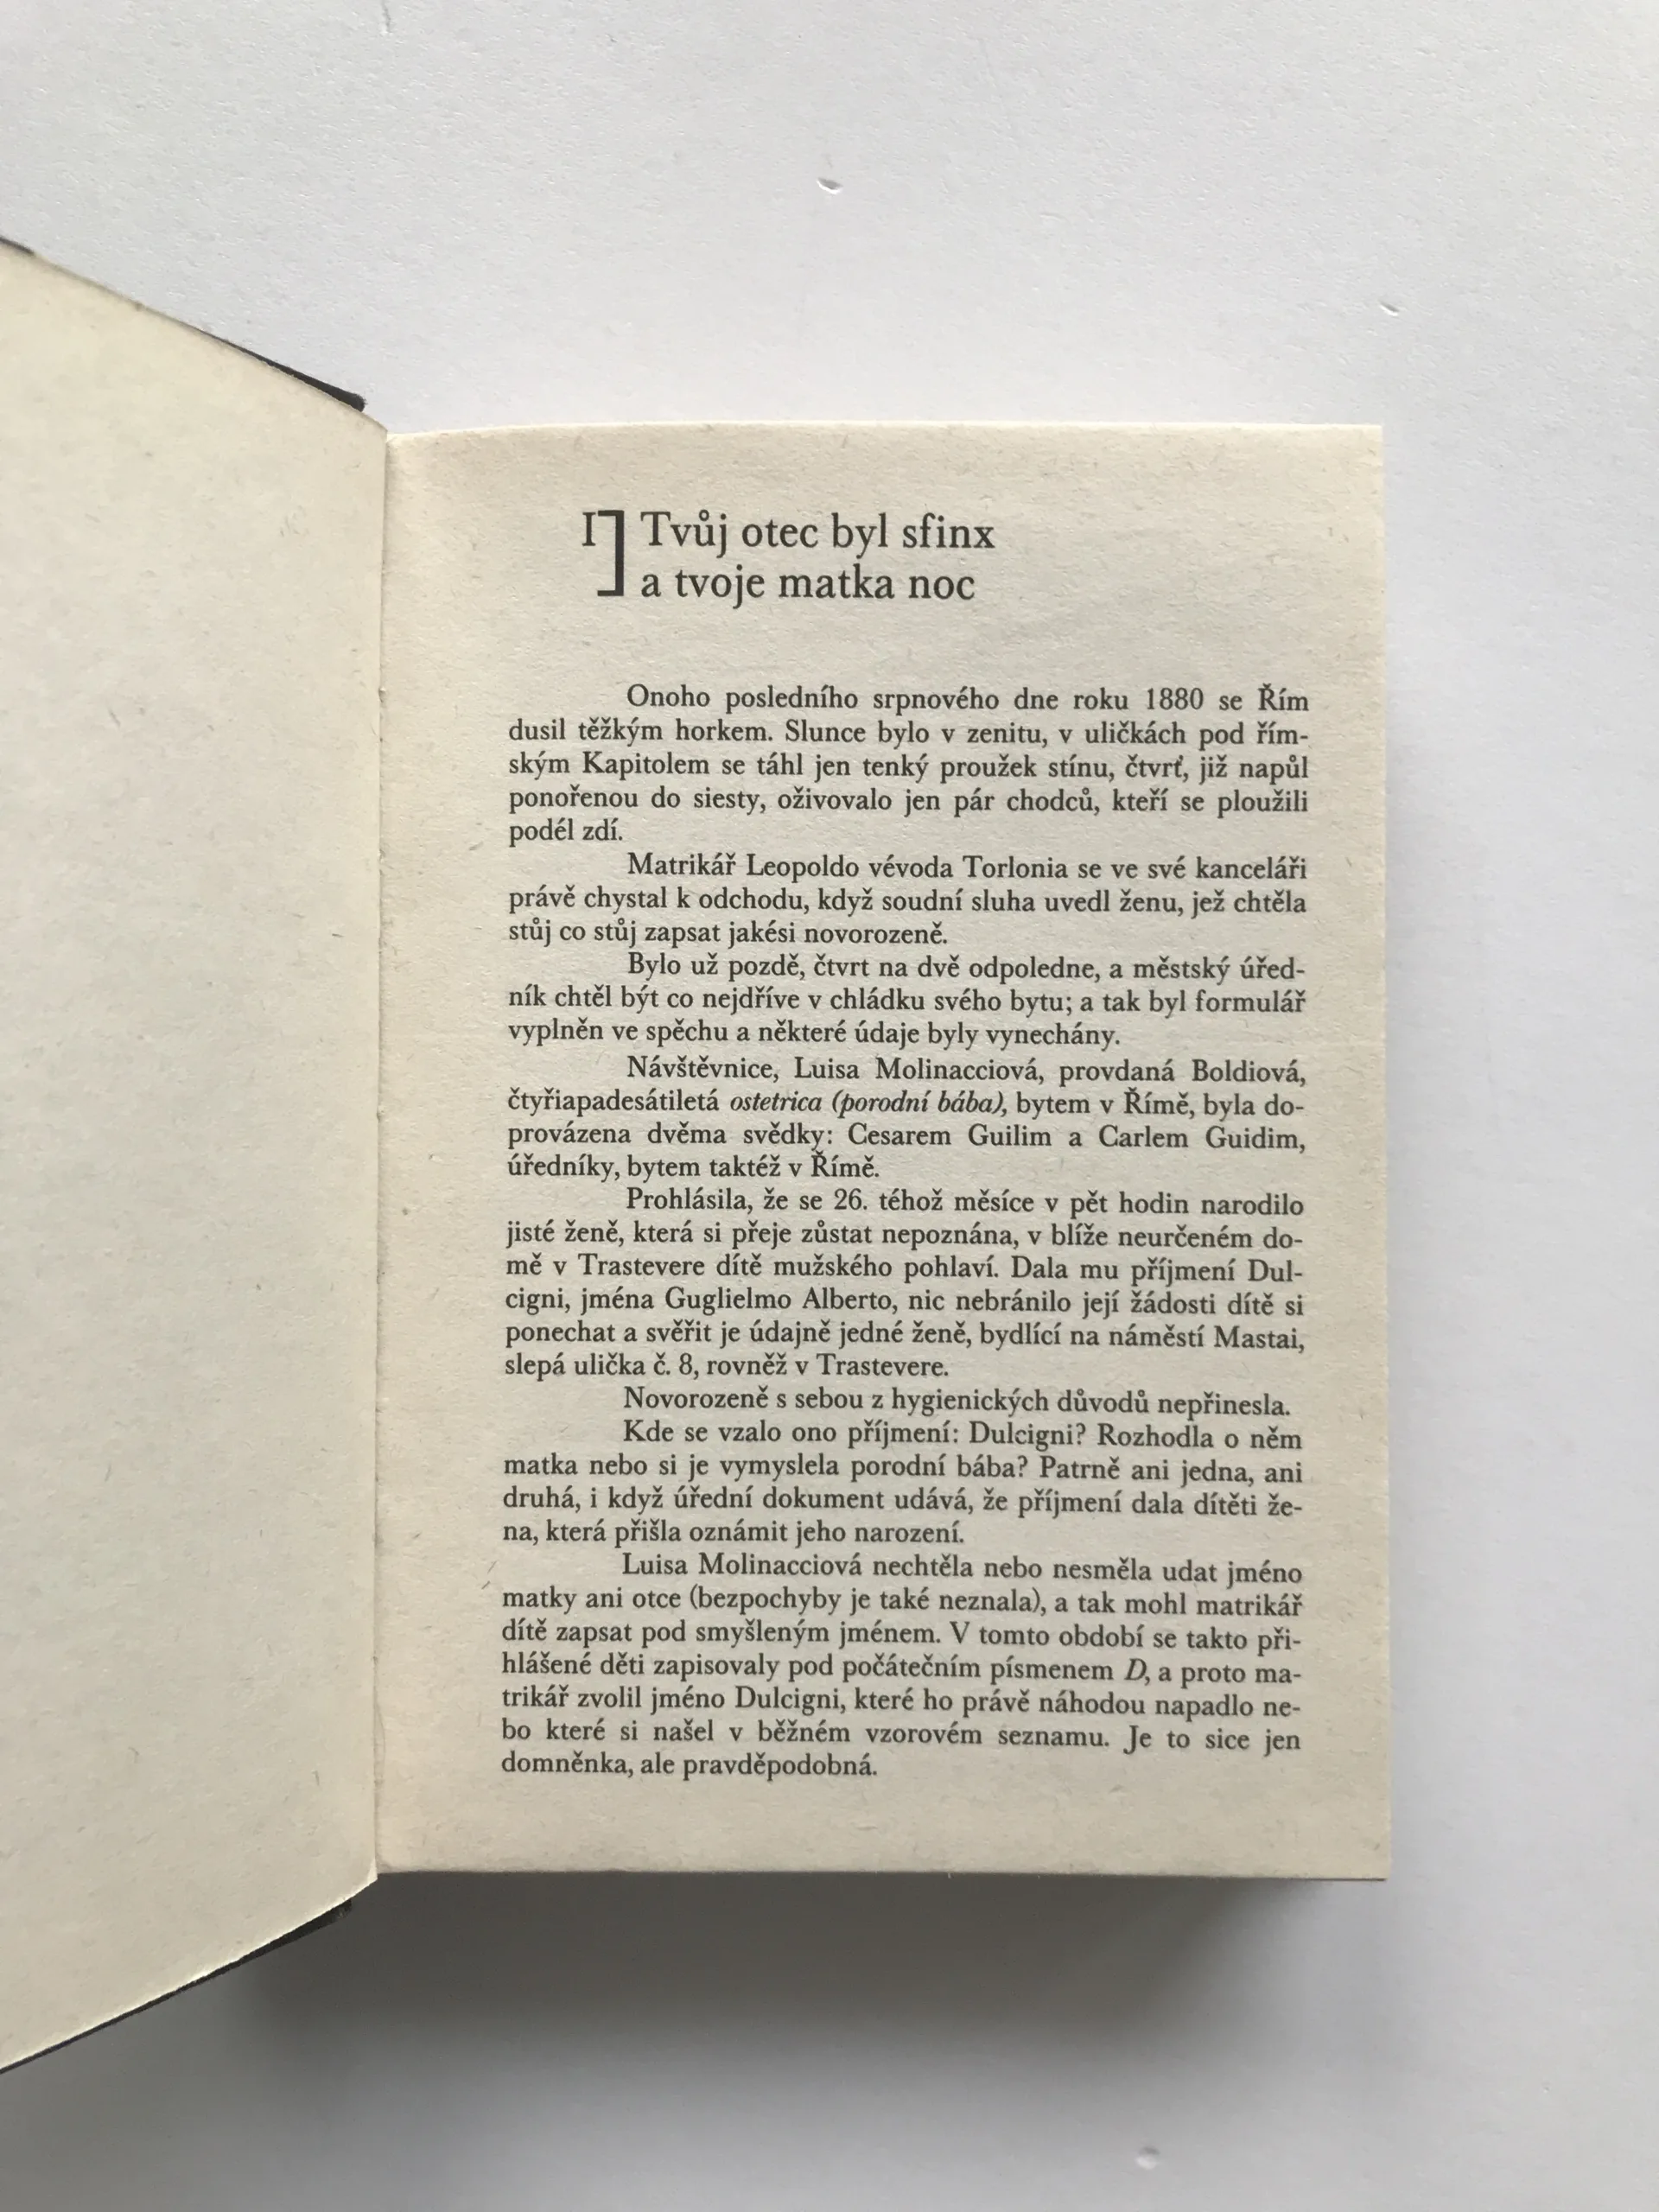 I] Tvůj otec byl sfinx
a tvoje matka noc
Onoho posledního srpnového dne roku 1880 se Řím
dusil těžkým horkem. Slunce bylo v zenitu, v uličkách pod řím-
ským Kapitolem se táhl jen tenký proužek stínu, čtvrť, již napůl
ponořenou do siesty, oživovalo jen pár chodců, kteří se ploužili
podél zdí.
Matrikář Leopoldo vévoda Torlonia se ve své kanceláři
právě chystal k odchodu, když soudní sluha uvedl ženu, jež chtěla
stůj co stůj zapsat jakési novorozeně.
Bylo už pozdě, čtvrt na dvě odpoledne, a městský úřed-
ník chtěl být co nejdříve v chládku svého bytu; a tak byl formulář
vyplněn ve spěchu a některé údaje byly vynechány.
Návštěvnice, Luisa Molinacciová, provdaná Boldiová,
čtyřiapadesátiletá ostetrica (porodní bába), bytem v Římě, byla do-
provázena dvěma svědky: Cesarem Guilim a Carlem Guidim,
úředníky, bytem taktéž v Římě.
Prohlásila, že se 26. téhož měsíce v pět hodin narodilo
jisté ženě, která si přeje zůstat nepoznána, v blíže neurčeném do-
mě v Trastevere dítě mužského pohlaví. Dala mu příjmení Dul-
cigni, jména Guglielmo Alberto, nic nebránilo její žádosti dítě si
ponechat a svěřit je údajně jedné ženě, bydlící na náměstí Mastai,
slepá ulička č. 8, rovněž v Trastevere.
Novorozeně s sebou z hygienických důvodů nepřinesla.
Kde se vzalo ono příjmení: Dulcigni? Rozhodla o něm
matka nebo si je vymyslela porodní bába? Patrně ani jedna, ani
druhá, i když úřední dokument udává, že příjmení dala dítěti že-
na, která přišla oznámit jeho narození.
Luisa Molinacciová nechtěla nebo nesměla udat jméno
matky ani otce (bezpochyby je také neznala), a tak mohl matrikář
dítě zapsat pod smyšleným jménem. V tomto období se takto při-
hlášené děti zapisovaly pod počátečním písmenem D, a proto ma-
trikář zvolil jméno Dulcigni, které ho právě náhodou napadlo ne-
bo které si našel v běžném vzorovém seznamu. Je to sice jen
domněnka, ale pravděpodobná.